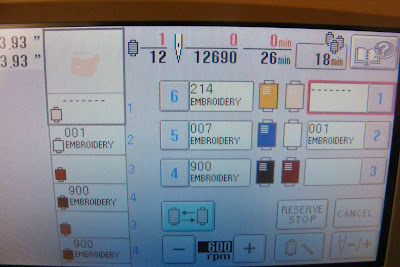 3,93 "
3,93 "
1
12
0
12690
0min
26min
18min
------
1
001
EMBROIDERY
2
3
900
EMBROIDERY
4
3
900
EMBROIDERY
4
6
214
EMBROIDERY
------
1
5
007
EMBROIDERY
001
EMBROIDERY
2
4
900
EMBROIDERY
3
RESERVE
STOP
CANCEL
−
600
rpm
+
−/+